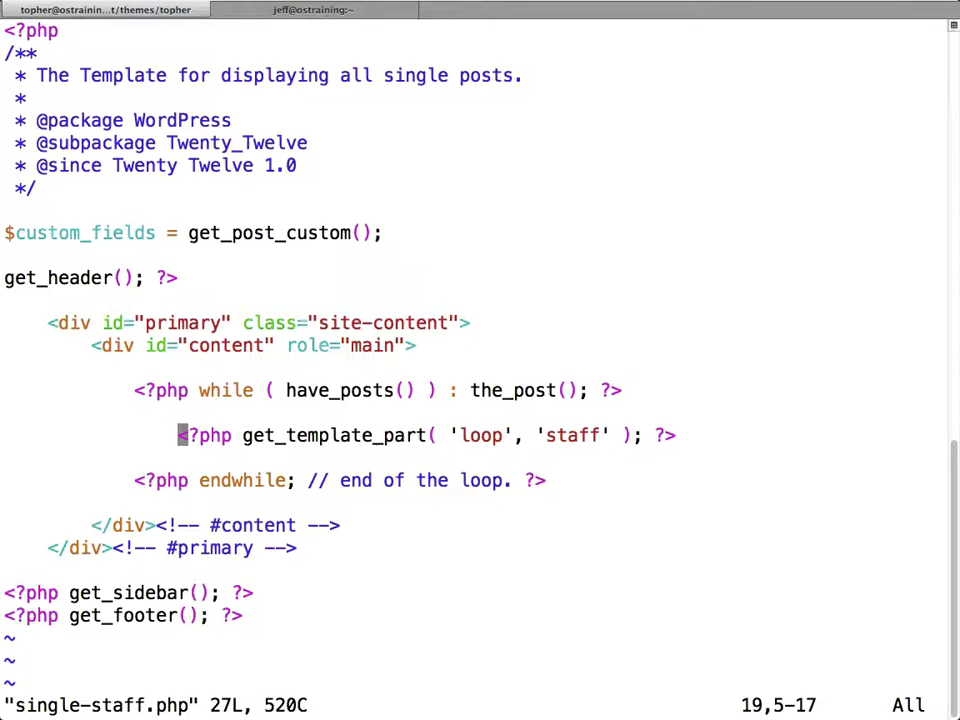 topher@ostrainin...t/themes/topher
jeff@ostraining:~
<?php
/**
 * The Template for displaying all single posts.
 *
 * @package WordPress
 * @subpackage Twenty_Twelve
 * @since Twenty Twelve 1.0
 */
$custom_fields = get_post_custom();
get_header(); ?>
    <div id="primary" class="site-content">
        <div id="content" role="main">
            <?php while ( have_posts() ) : the_post(); ?>
                <?php get_template_part( 'loop', 'staff' ); ?>
            <?php endwhile; // end of the loop. ?>
        </div><!-- #content -->
    </div><!-- #primary -->
<?php get_sidebar(); ?>
<?php get_footer(); ?>
~
~
~
"single-staff.php" 27L, 520C 19,5-17 All